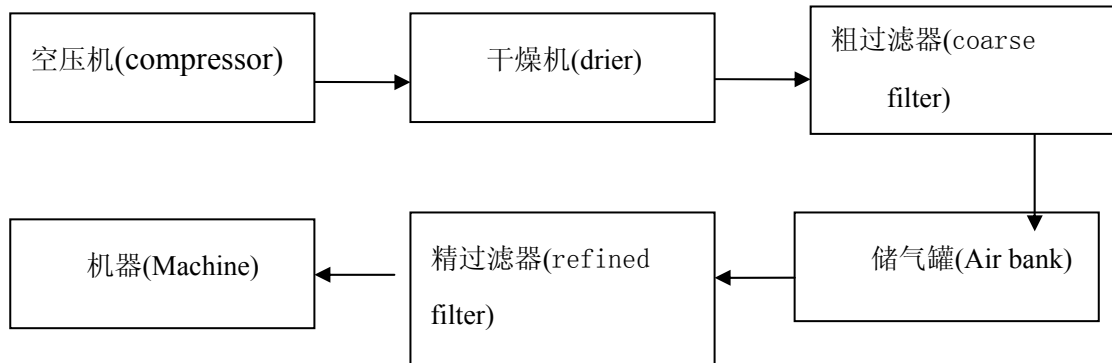 空压机(compressor)
干燥机(drier)
粗过滤器(coarse
filter)
机器(Machine)
精过滤器(refined
filter)
储气罐(Air bank)